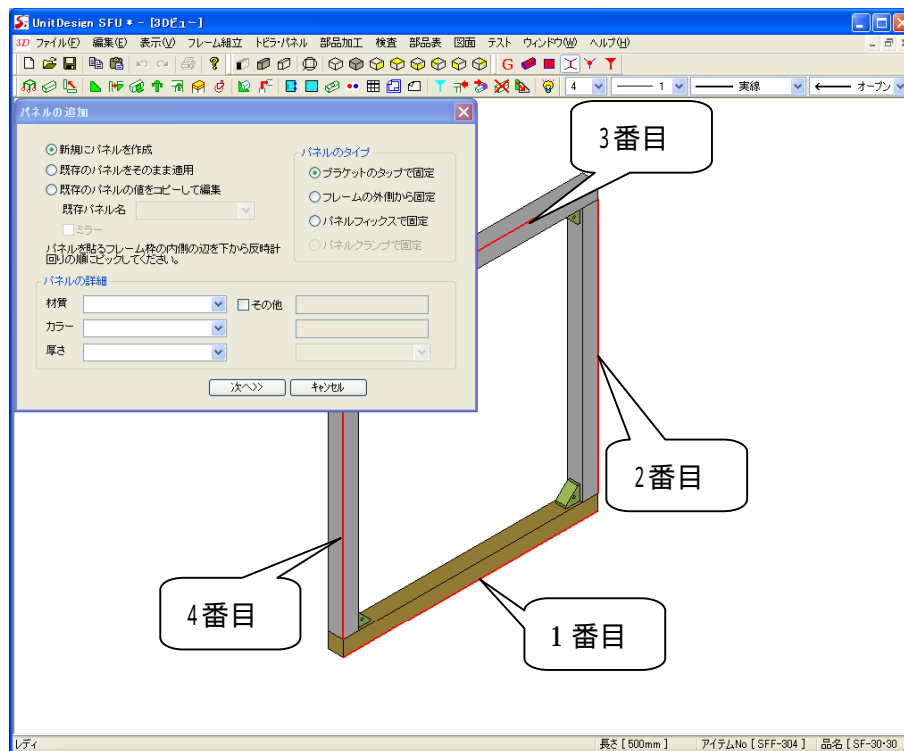 UnitDesign SFU * - [3Dビュー]
3D ファイル(F) 編集(E) 表示(V) フレーム組立 トビラ・パネル 部品加工 検査 部品表 図面 テスト ウィンドウ(W) ヘルプ(H)
G
4 1 実線 オープン
パネルの追加
新規にパネルを作成
既存のパネルをそのまま適用
既存のパネルの値をコピーして編集
既存パネル名
ミラー
パネルを貼るフレーム枠の内側の辺を下から反時計
回りの順にピックしてください。
パネルのタイプ
ブラケットのタップで固定
フレームの外側から固定
パネルフィックスで固定
パネルクランプで固定
パネルの詳細
材質 その他
カラー
厚さ
次へ>> キャンセル
3番目
2番目
4番目
1番目
レディ 長さ [ 500mm ] アイテムNo [ SFF-304 ] 品名 [ SF-30・30